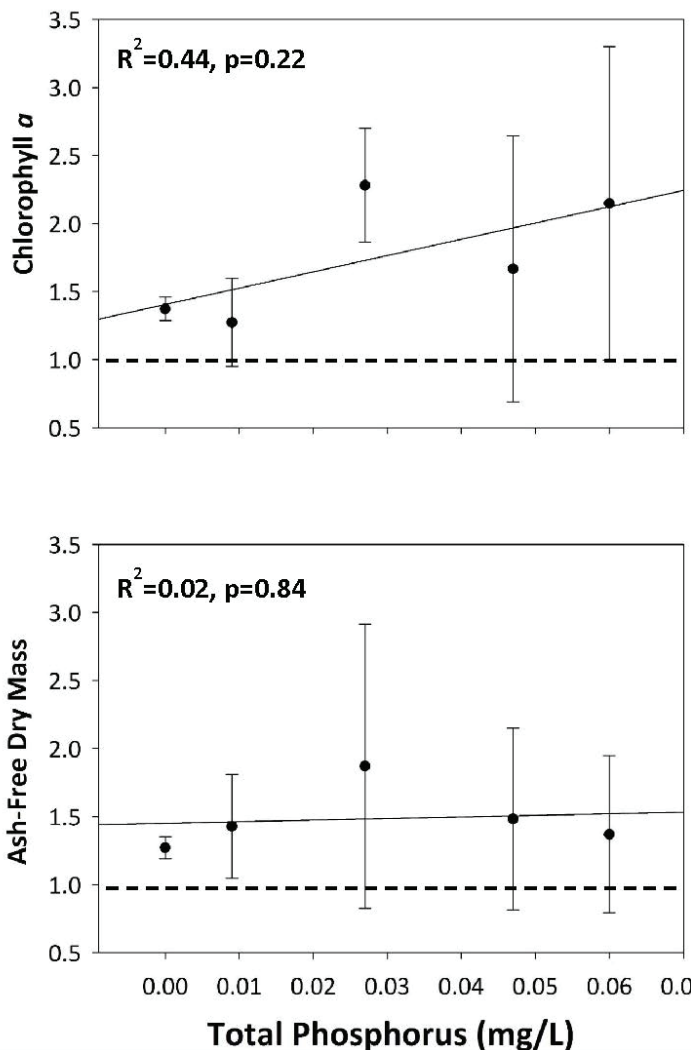 3.5
R²=0.44, p=0.22
3.0
2.5
Chlorophyll a
2.0
1.5
1.0
0.5
3.5
R²=0.02, p=0.84
3.0
2.5
Ash-Free Dry Mass
2.0
1.5
1.0
0.5
0.00 0.01 0.02 0.03 0.04 0.05 0.06 0.0
Total Phosphorus (mg/L)